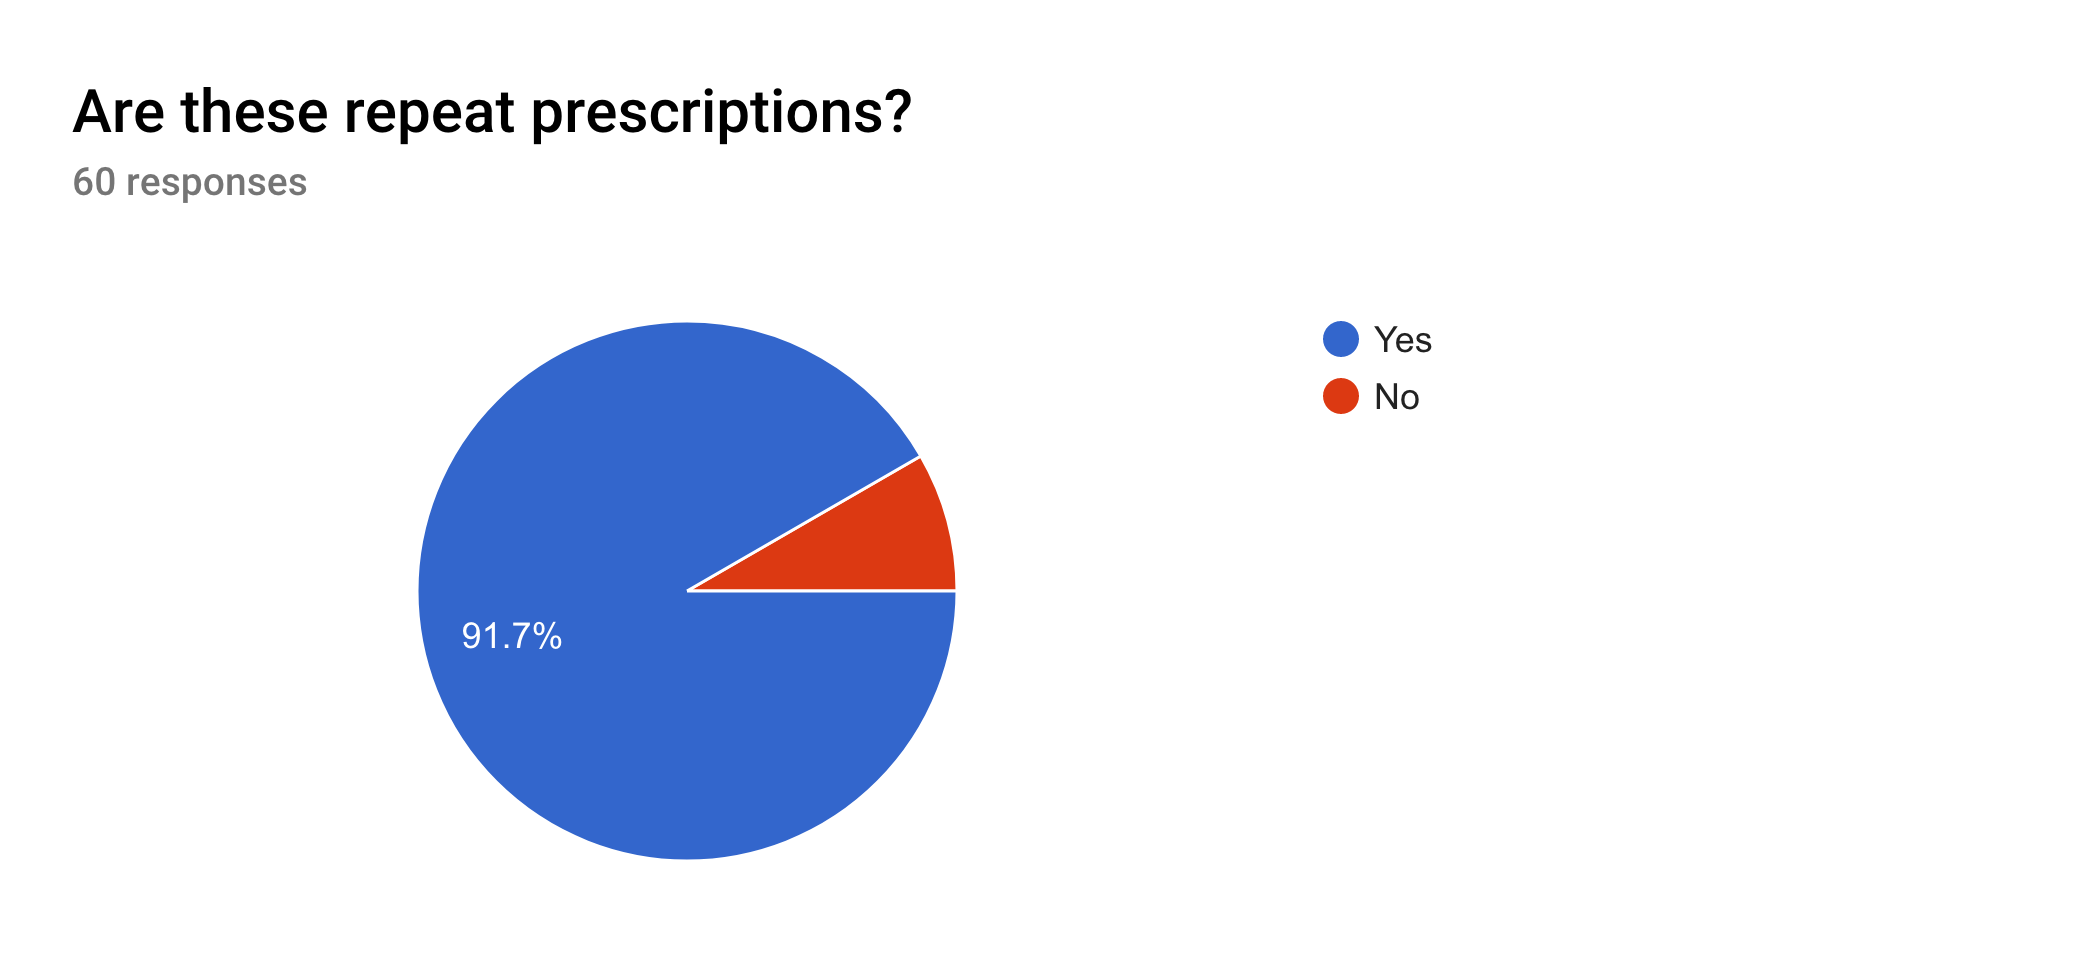 Are these repeat prescriptions?
60 responses
Yes
No
91.7%